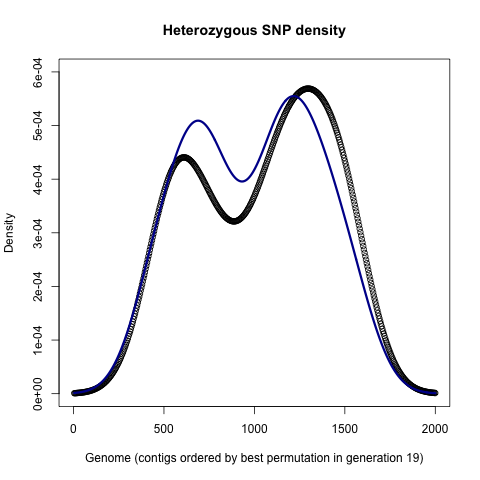 Heterozygous SNP density
Density
6e-04
5e-04
4e-04
3e-04
2e-04
1e-04
0e+00
0 500 1000 1500 2000
Genome (contigs ordered by best permutation in generation 19)